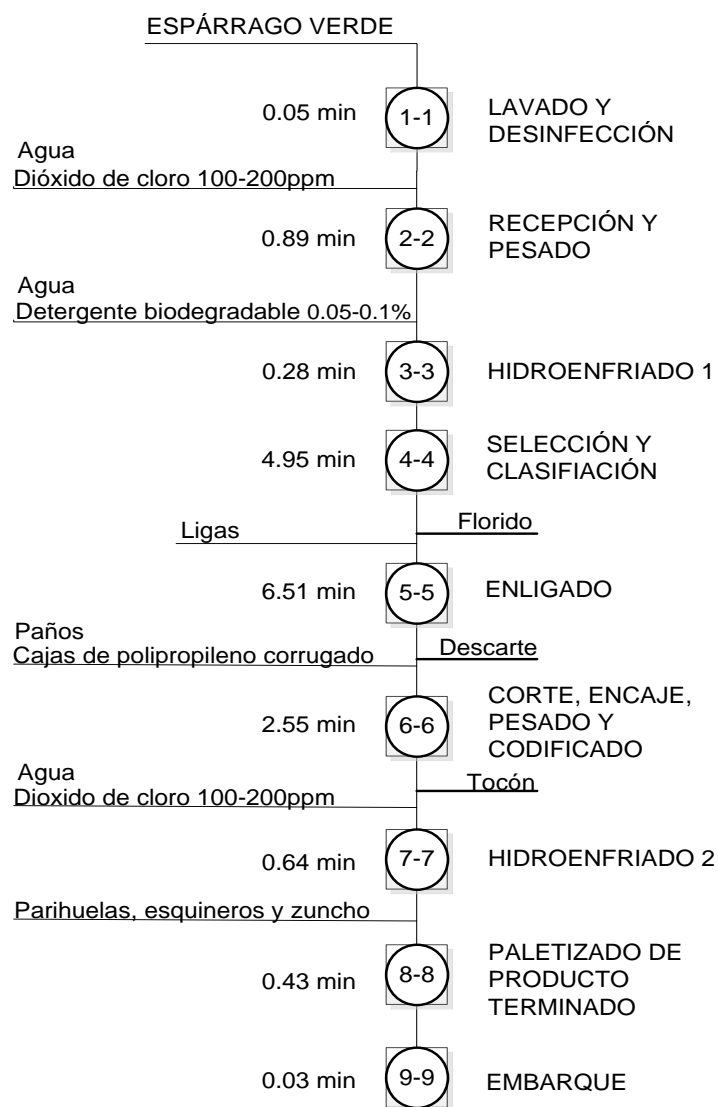 ESPÁRRAGO VERDE
0.05 min
1-1
LAVADO Y
DESINFECCIÓN
Agua
Dióxido de cloro 100-200ppm
0.89 min
2-2
RECEPCIÓN Y
PESADO
Agua
Detergente biodegradable 0.05-0.1%
0.28 min
3-3
HIDROENFRIADO 1
4.95 min
4-4
SELECCIÓN Y
CLASIFIACIÓN
Ligas
Florido
6.51 min
5-5
ENLIGADO
Paños
Cajas de polipropileno corrugado
Descarte
2.55 min
6-6
CORTE, ENCAJE,
PESADO Y
CODIFICADO
Agua
Dioxido de cloro 100-200ppm
Tocón
0.64 min
7-7
HIDROENFRIADO 2
Parihuelas, esquineros y zuncho
0.43 min
8-8
PALETIZADO DE
PRODUCTO
TERMINADO
0.03 min
9-9
EMBARQUE